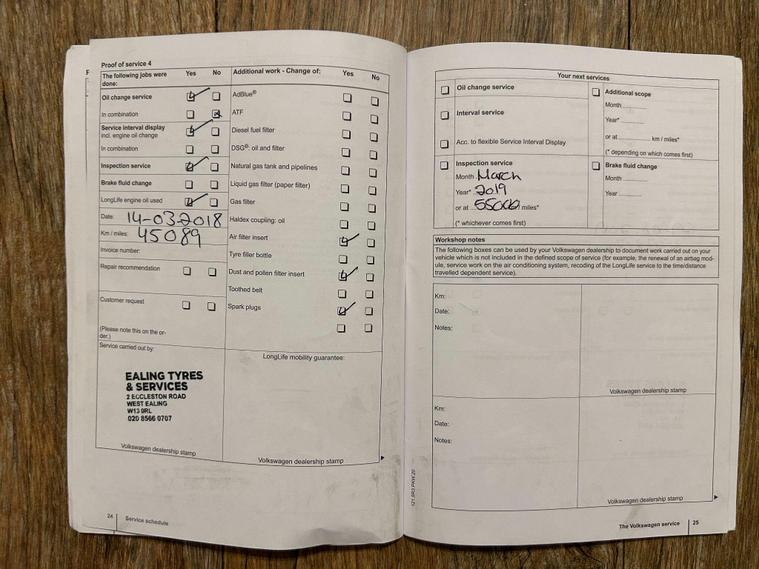 Proof of service 4
The following jobs were done: Yes No
Oil change service
In combination
Service interval display
incl. engine oil change
In combination
Inspection service
Brake fluid change
LongLife engine oil used
Date: 14-03-2018
Km / miles: 45089
Invoice number:
Repair recommendation
Customer request
(Please note this on the or-
der.)
Service carried out by:
EALING TYRES
& SERVICES
2 ECCLESTON ROAD
WEST EALING
W13 0RL
020 8566 0707
Volkswagen dealership stamp
Additional work - Change of: Yes No
AdBlue®
ATF
Diesel fuel filter
DSG®: oil and filter
Natural gas tank and pipelines
Liquid gas filter (paper filter)
Gas filter
Haldex coupling: oil
Air filter insert
Tyre filler bottle
Dust and pollen filter insert
Toothed belt
Spark plugs
LongLife mobility guarantee:
Volkswagen dealership stamp
24 Service schedule
Your next services
Oil change service
Interval service
Acc. to flexible Service Interval Display
Inspection service
Month March
Year* 2019
or at 55000 miles*
(* whichever comes first)
Additional scope
Month
Year*
or at km / miles*
(* depending on which comes first)
Brake fluid change
Month
Year
Workshop notes
The following boxes can be used by your Volkswagen dealership to document work carried out on your
vehicle which is not included in the defined scope of service (for example, the renewal of an airbag mod-
ule, service work on the air conditioning system, recoding of the LongLife service to the time/distance
travelled dependent service).
Km:
Date:
Notes:
Volkswagen dealership stamp
Km:
Date:
Notes:
Volkswagen dealership stamp
The Volkswagen service 25